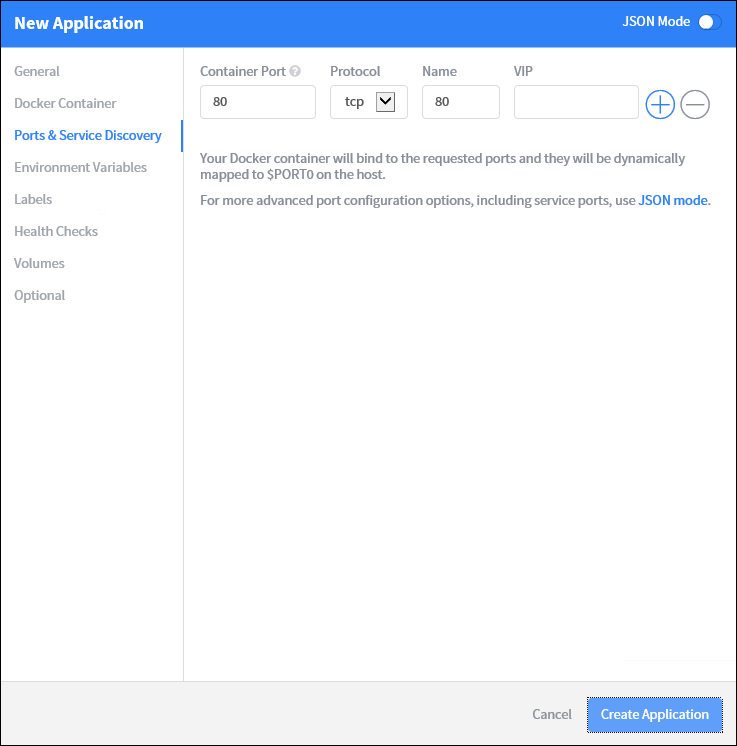 New Application
JSON Mode
General
Docker Container
Ports & Service Discovery
Environment Variables
Labels
Health Checks
Volumes
Optional
Container Port ?
Protocol
Name
VIP
80
tcp
80
Your Docker container will bind to the requested ports and they will be dynamically
mapped to $PORT0 on the host.
For more advanced port configuration options, including service ports, use JSON mode.
Cancel
Create Application